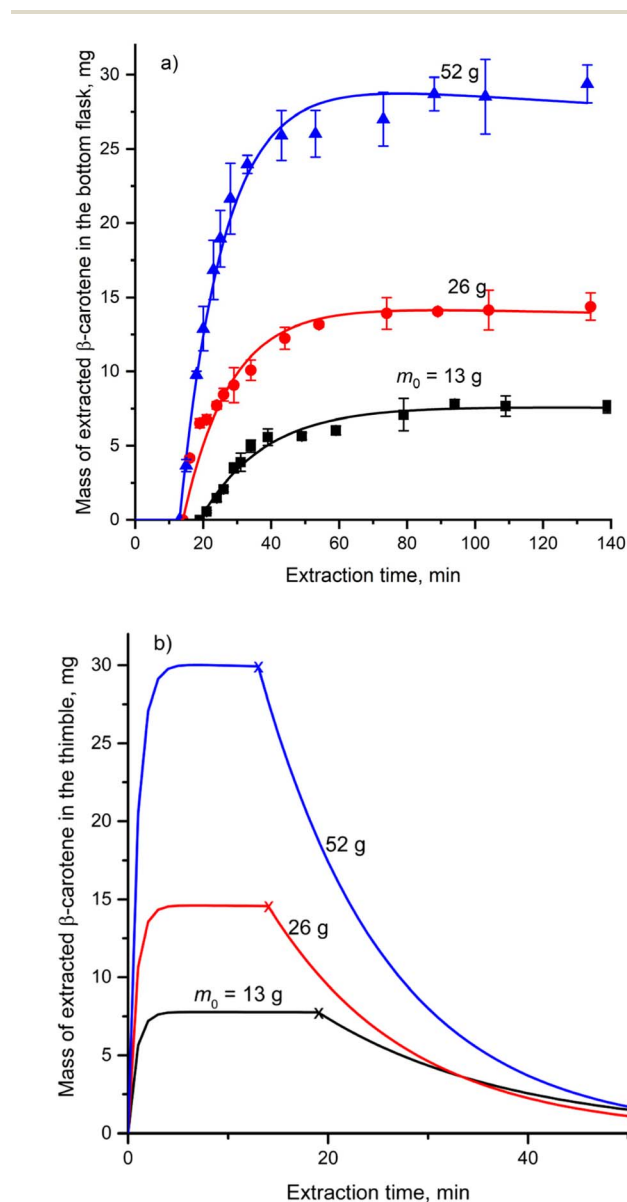 a)
52 g
26 g
m0 = 13 g
30
25
20
15
10
5
0
0 20 40 60 80 100 120 140
Mass of extracted β-carotene in the bottom flask, mg
Extraction time, min
b)
52 g
26 g
m0 = 13 g
30
25
20
15
10
5
0
0 20 40
Mass of extracted β-carotene in the thimble, mg
Extraction time, min